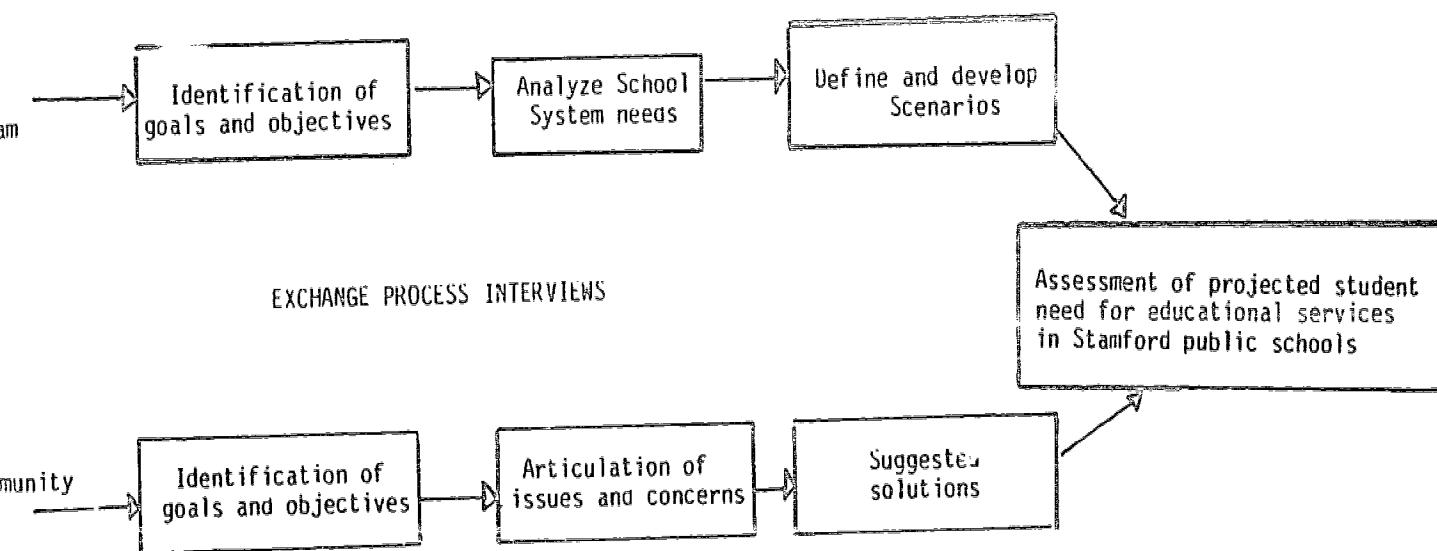 Identification of
goals and objectives
Analyze School
System needs
Define and develop
Scenarios
am
EXCHANGE PROCESS INTERVIEWS
Assessment of projected student
need for educational services
in Stamford public schools
munity
Identification of
goals and objectives
Articulation of
issues and concerns
Suggested
solutions